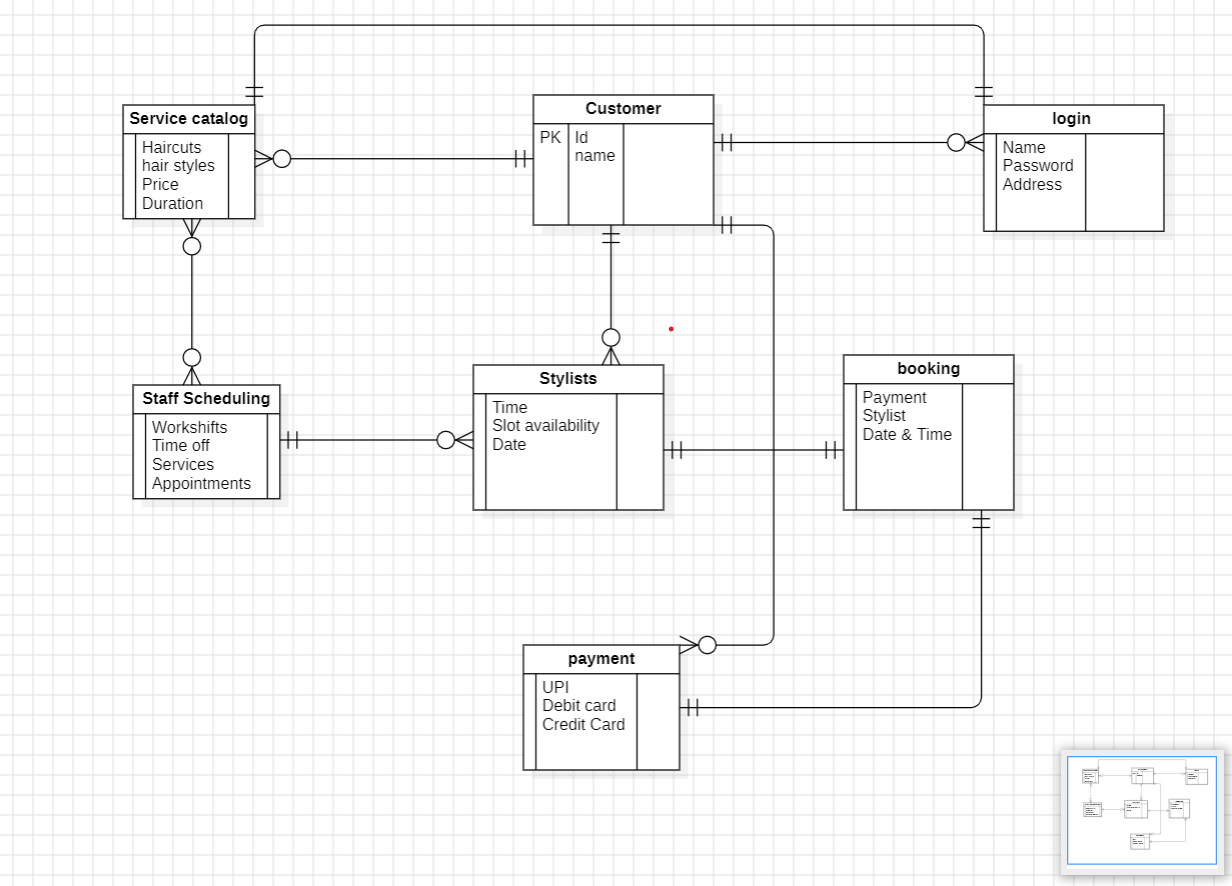 Service catalog
Haircuts
hair styles
Price
Duration
Customer
PK Id
name
login
Name
Password
Address
Staff Scheduling
Workshifts
Time off
Services
Appointments
Stylists
Time
Slot availability
Date
booking
Payment
Stylist
Date & Time
payment
UPI
Debit card
Credit Card